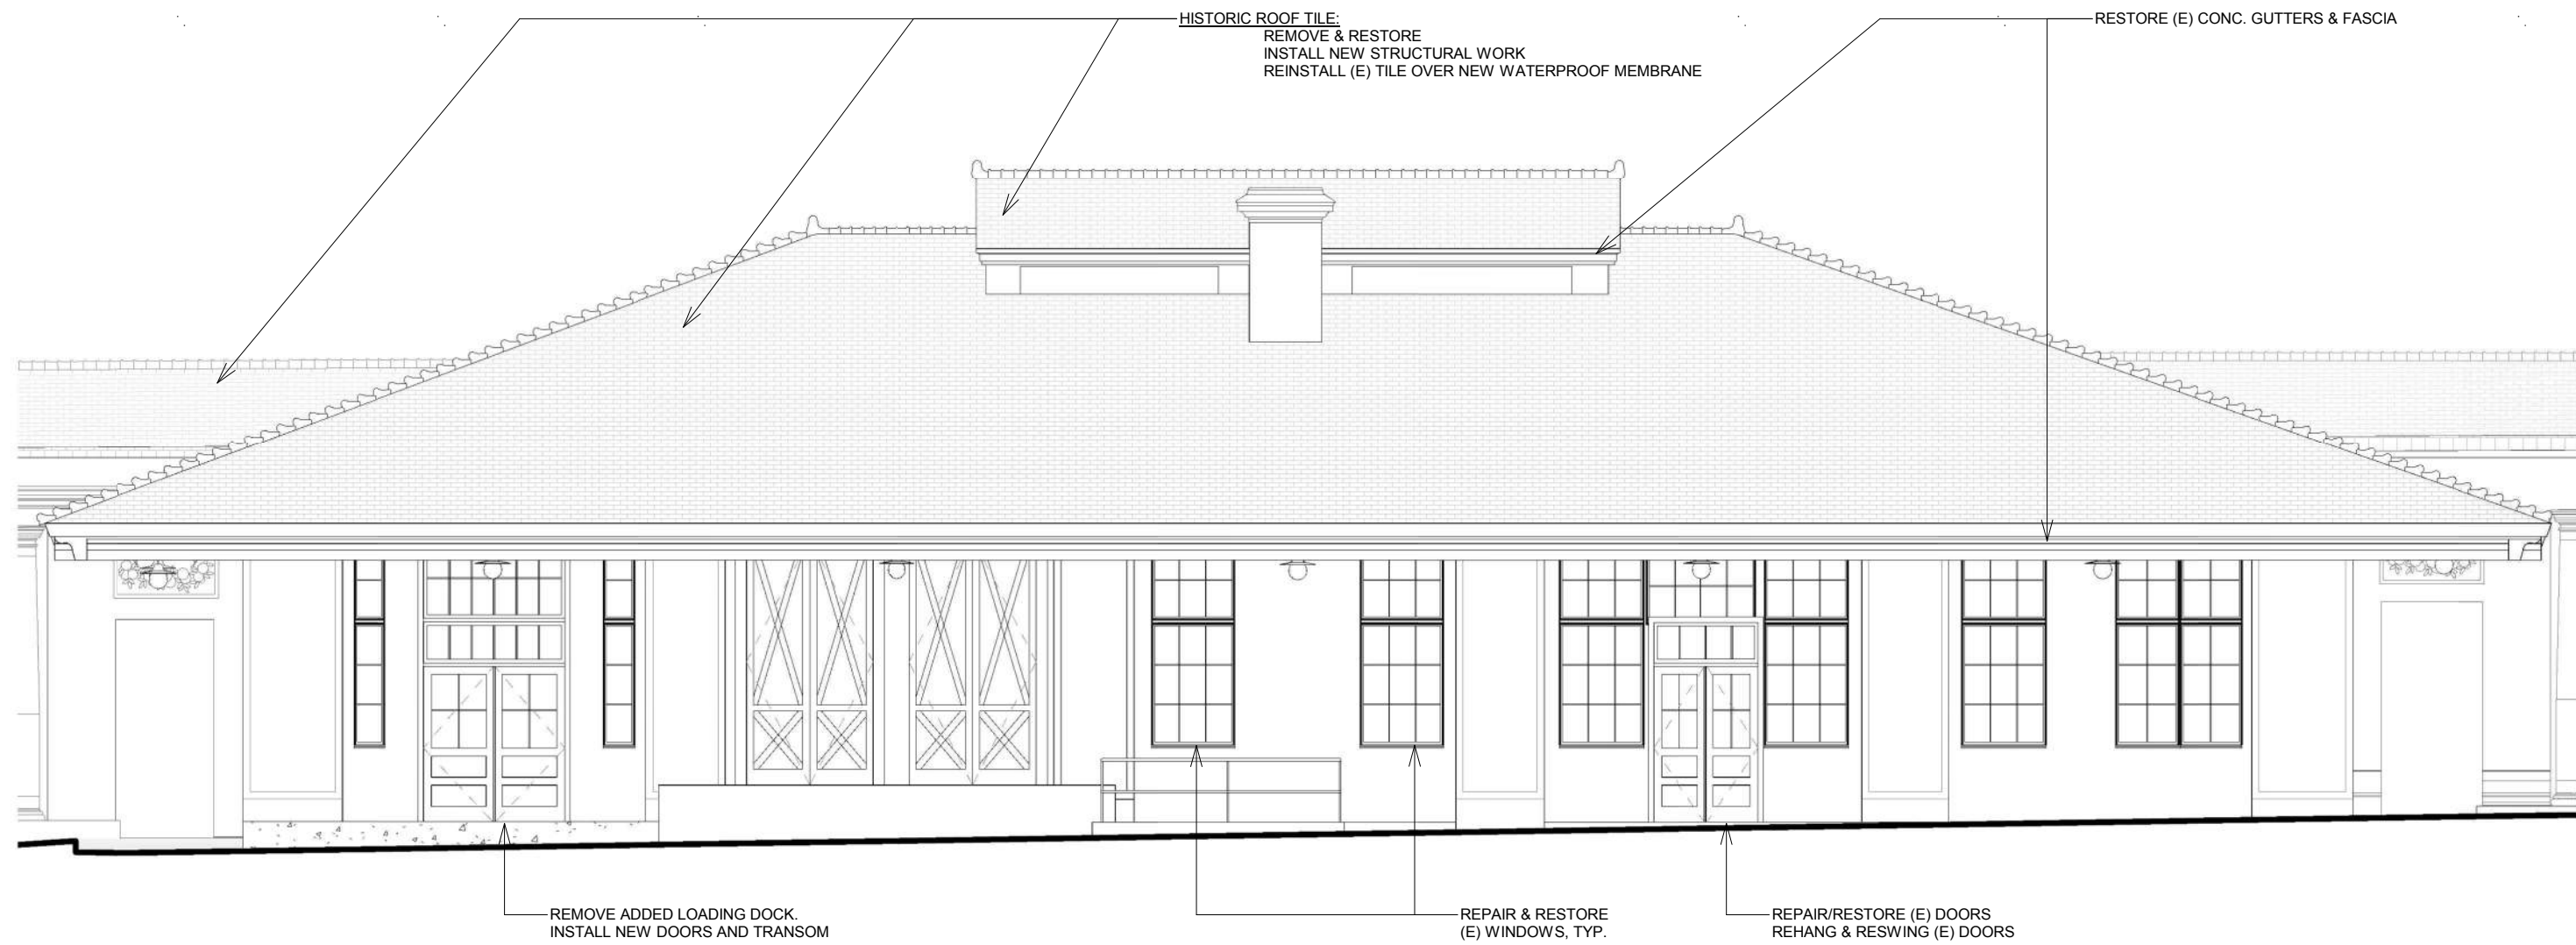 HISTORIC ROOF TILE:
REMOVE & RESTORE
INSTALL NEW STRUCTURAL WORK
REINSTALL (E) TILE OVER NEW WATERPROOF MEMBRANE
RESTORE (E) CONC. GUTTERS & FASCIA
REMOVE ADDED LOADING DOCK.
INSTALL NEW DOORS AND TRANSOM
REPAIR & RESTORE
(E) WINDOWS, TYP.
REPAIR/RESTORE (E) DOORS
REHANG & RESWING (E) DOORS